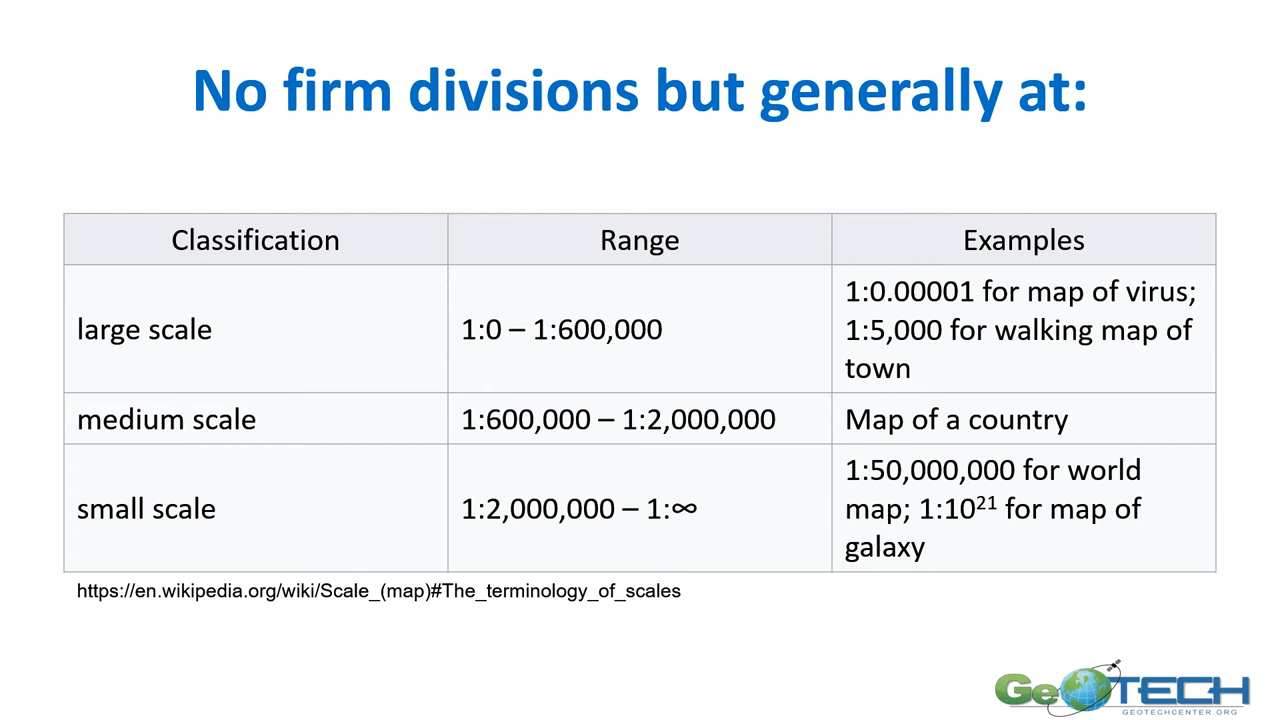 No firm divisions but generally at:
Classification
Range
Examples
large scale
1:0 – 1:600,000
1:0.00001 for map of virus;
1:5,000 for walking map of
town
medium scale
1:600,000 – 1:2,000,000
Map of a country
small scale
1:2,000,000 – 1:∞
1:50,000,000 for world
map; 1:10²¹ for map of
galaxy
https://en.wikipedia.org/wiki/Scale_(map)#The_terminology_of_scales
GeoTECH
GEOTECHCENTER.ORG